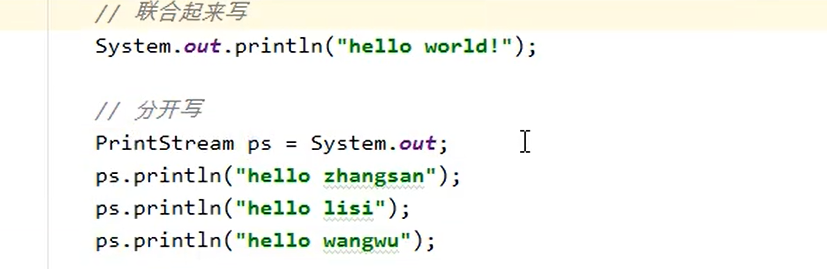 // 联合起来写
System.out.println("hello world!");
// 分开写
PrintStream ps = System.out;
ps.println("hello zhangsan");
ps.println("hello lisi");
ps.println("hello wangwu");